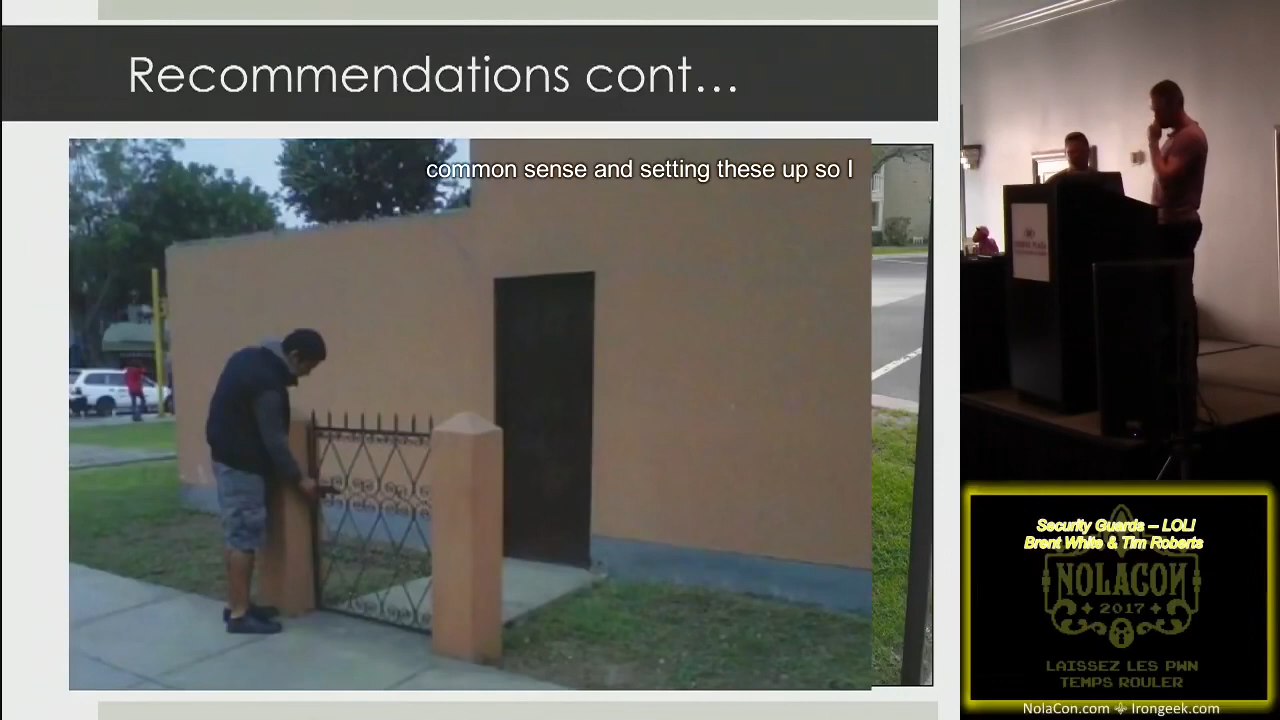 Recommendations cont…
common sense and setting these up so I
Security Guards – LOL!
Brent White & Tim Roberts
NOLACON
2017
LAISSEZ LES PWN
TEMPS ROULER
NolaCon.com Irongeek.com